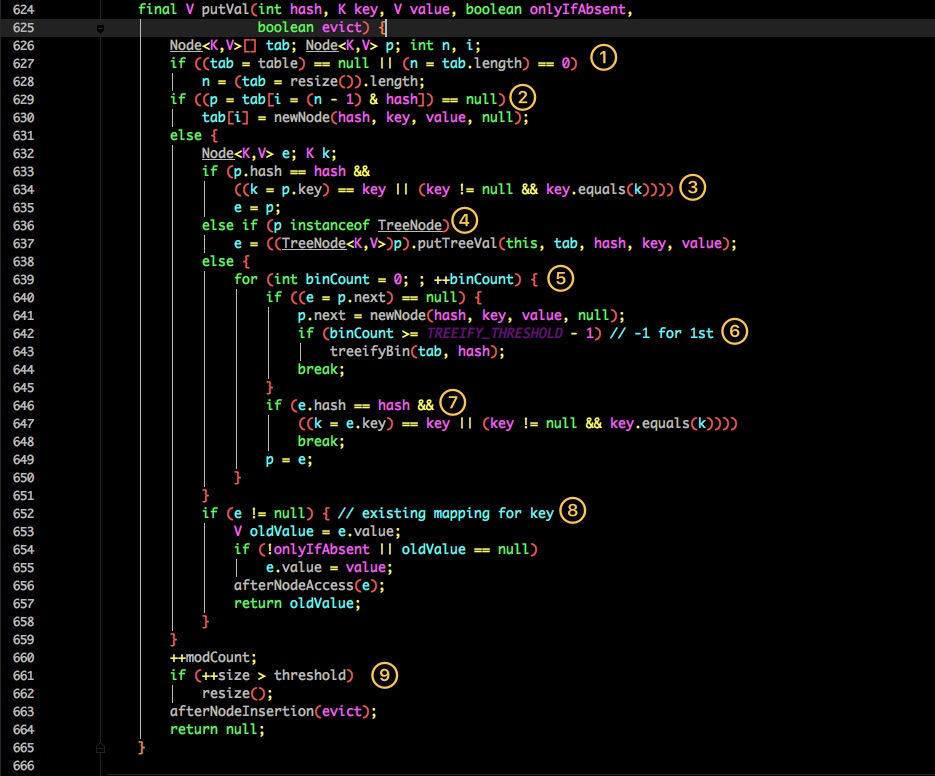 624 final V putVal(int hash, K key, V value, boolean onlyIfAbsent,
625 boolean evict) {
626 Node<K,V>[] tab; Node<K,V> p; int n, i;
627 if ((tab = table) == null || (n = tab.length) == 0) ①
628 n = (tab = resize()).length;
629 if ((p = tab[i = (n - 1) & hash]) == null) ②
630 tab[i] = newNode(hash, key, value, null);
631 else {
632 Node<K,V> e; K k;
633 if (p.hash == hash &&
634 ((k = p.key) == key || (key != null && key.equals(k)))) ③
635 e = p;
636 else if (p instanceof TreeNode) ④
637 e = ((TreeNode<K,V>)p).putTreeVal(this, tab, hash, key, value);
638 else {
639 for (int binCount = 0; ; ++binCount) { ⑤
640 if ((e = p.next) == null) {
641 p.next = newNode(hash, key, value, null);
642 if (binCount >= TREEIFY_THRESHOLD - 1) // -1 for 1st ⑥
643 treeifyBin(tab, hash);
644 break;
645 }
646 if (e.hash == hash && ⑦
647 ((k = e.key) == key || (key != null && key.equals(k))))
648 break;
649 p = e;
650 }
651 }
652 if (e != null) { // existing mapping for key ⑧
653 V oldValue = e.value;
654 if (!onlyIfAbsent || oldValue == null)
655 e.value = value;
656 afterNodeAccess(e);
657 return oldValue;
658 }
659 }
660 ++modCount;
661 if (++size > threshold) ⑨
662 resize();
663 afterNodeInsertion(evict);
664 return null;
665 }
666